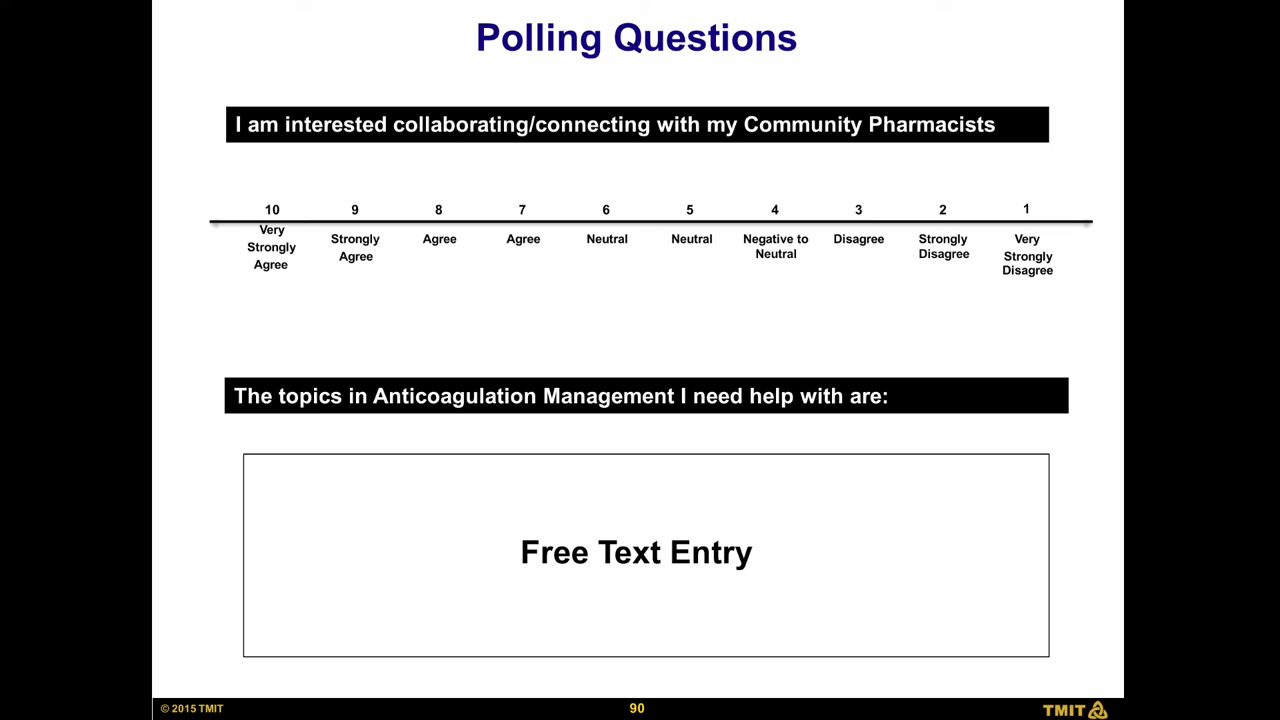 Polling Questions
I am interested collaborating/connecting with my Community Pharmacists
10 9 8 7 6 5 4 3 2 1
Very Strongly Agree
Strongly Agree
Agree
Agree
Neutral
Neutral
Negative to Neutral
Disagree
Strongly Disagree
Very Strongly Disagree
The topics in Anticoagulation Management I need help with are:
Free Text Entry
© 2015 TMIT
90
TMIT